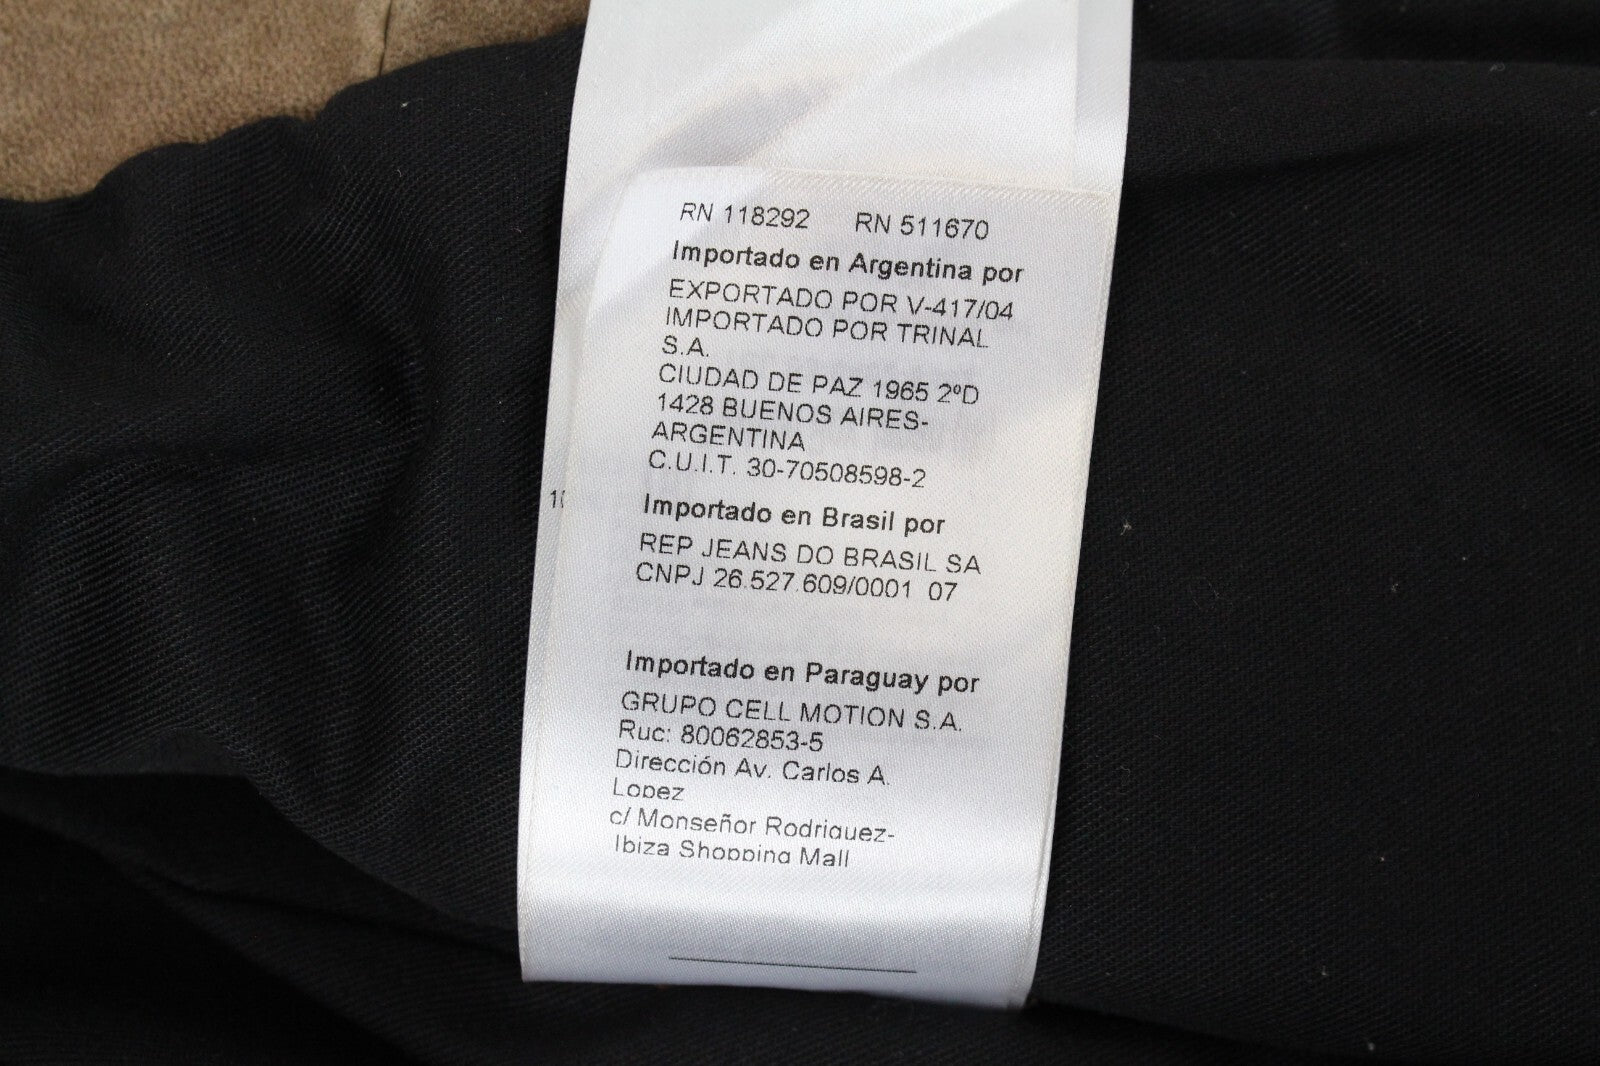 RN 118292 RN 511670
Importado en Argentina por
EXPORTADO POR V-417/04
IMPORTADO POR TRINAL
S.A.
CIUDAD DE PAZ 1965 2ºD
1428 BUENOS AIRES-
ARGENTINA
C.U.I.T. 30-70508598-2
Importado en Brasil por
REP JEANS DO BRASIL SA
CNPJ 26.527.609/0001 07
Importado en Paraguay por
GRUPO CELL MOTION S.A.
Ruc: 80062853-5
Dirección Av. Carlos A.
Lopez
c/ Monseñor Rodriguez-
Ibiza Shopping Mall